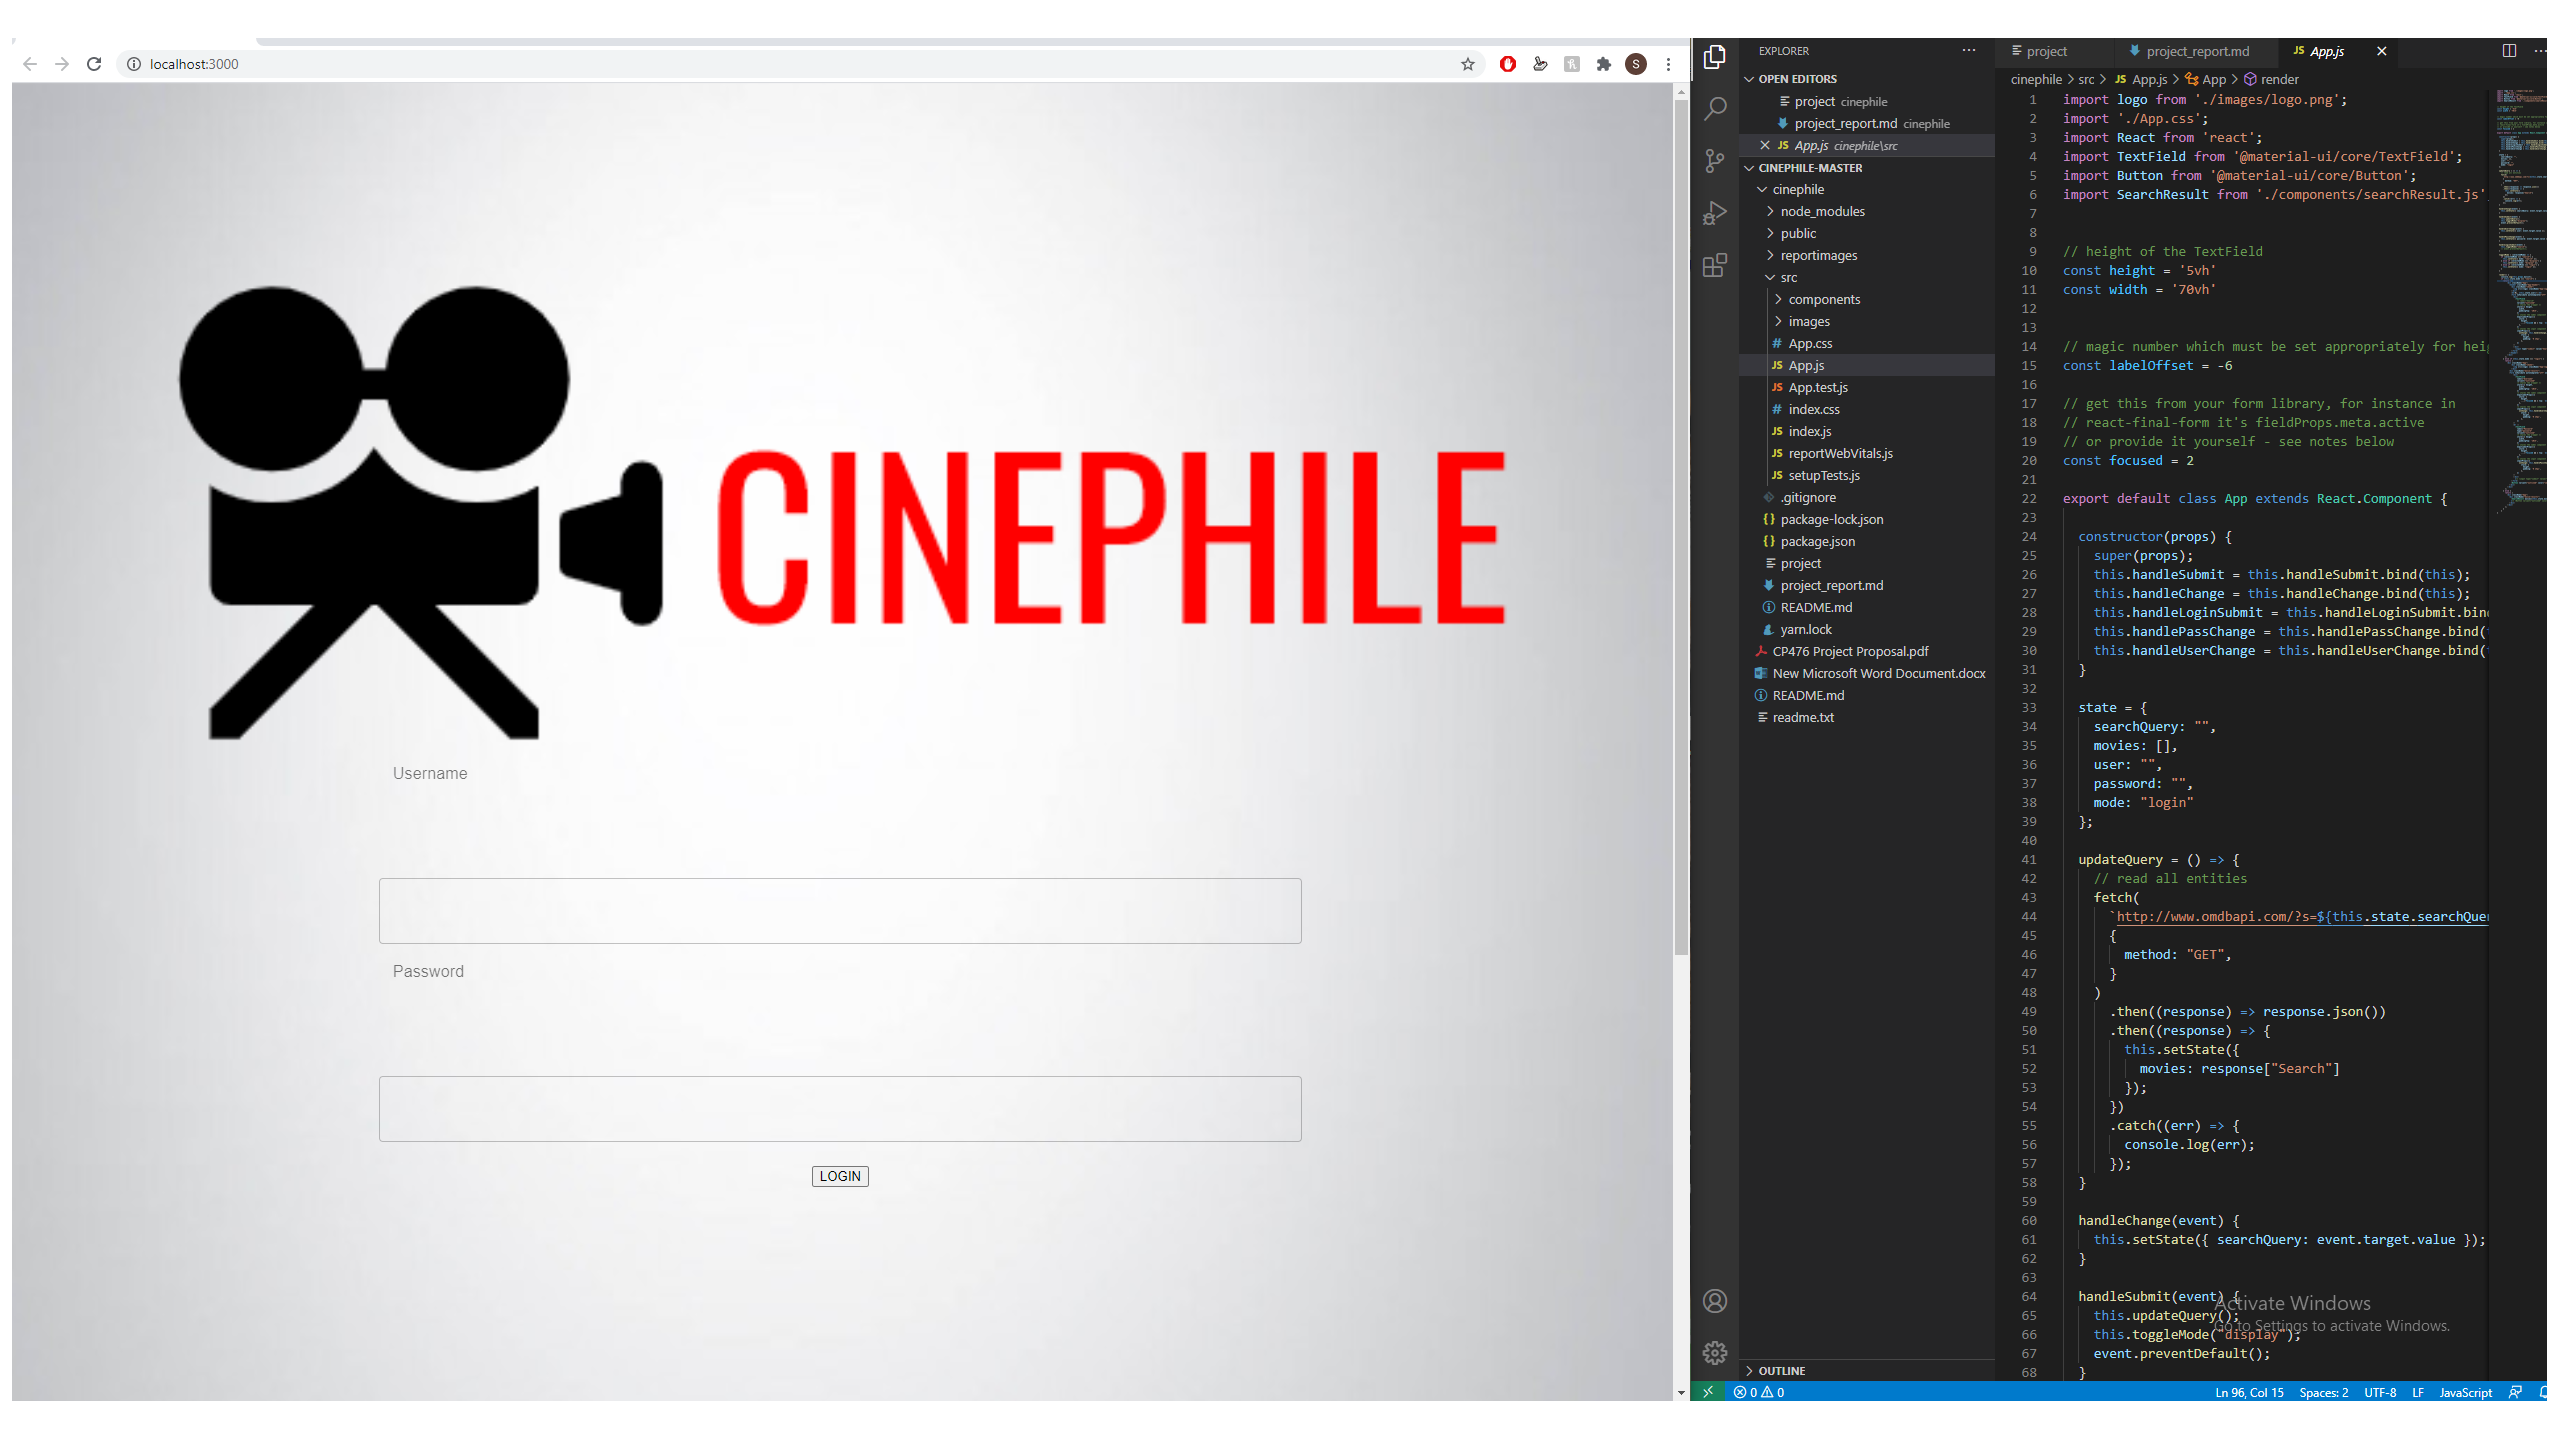 localhost:3000
S
CINEPHILE
Username
Password
LOGIN
EXPLORER
OPEN EDITORS
project cinephile
project_report.md cinephile
JS App.js cinephile\src
CINEPHILE-MASTER
cinephile
node_modules
public
reportimages
src
components
images
# App.css
JS App.js
JS App.test.js
# index.css
JS index.js
JS reportWebVitals.js
JS setupTests.js
.gitignore
{} package-lock.json
{} package.json
project
project_report.md
README.md
yarn.lock
CP476 Project Proposal.pdf
New Microsoft Word Document.docx
README.md
readme.txt
OUTLINE
project project_report.md JS App.js
cinephile > src > JS App.js > App > render
1 import logo from './images/logo.png';
2 import './App.css';
3 import React from 'react';
4 import TextField from '@material-ui/core/TextField';
5 import Button from '@material-ui/core/Button';
6 import SearchResult from './components/searchResult.js'
7
8
9 // height of the TextField
10 const height = '5vh'
11 const width = '70vh'
12
13
14 // magic number which must be set appropriately for hei
15 const labelOffset = -6
16
17 // get this from your form library, for instance in
18 // react-final-form it's fieldProps.meta.active
19 // or provide it yourself - see notes below
20 const focused = 2
21
22 export default class App extends React.Component {
23
24 constructor(props) {
25 super(props);
26 this.handleSubmit = this.handleSubmit.bind(this);
27 this.handleChange = this.handleChange.bind(this);
28 this.handleLoginSubmit = this.handleLoginSubmit.bin
29 this.handlePassChange = this.handlePassChange.bind(
30 this.handleUserChange = this.handleUserChange.bind(
31 }
32
33 state = {
34 searchQuery: "",
35 movies: [],
36 user: "",
37 password: "",
38 mode: "login"
39 };
40
41 updateQuery = () => {
42 // read all entities
43 fetch(
44 `http://www.omdbapi.com/?s=${this.state.searchQue
45 {
46 method: "GET",
47 }
48 )
49 .then((response) => response.json())
50 .then((response) => {
51 this.setState({
52 movies: response["Search"]
53 });
54 })
55 .catch((err) => {
56 console.log(err);
57 });
58 }
59
60 handleChange(event) {
61 this.setState({ searchQuery: event.target.value });
62 }
63
64 handleSubmit(event) {
65 this.updateQuery();
66 this.toggleMode("display");
67 event.preventDefault();
68 }
Activate Windows
Go to Settings to activate Windows.
0 0 Ln 96, Col 15 Spaces: 2 UTF-8 LF JavaScript